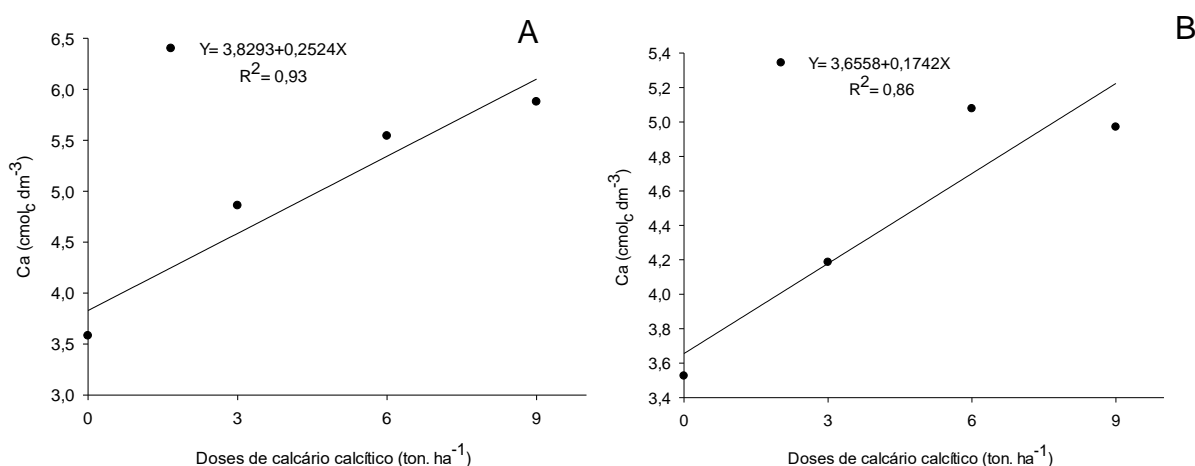 A
Y= 3,8293+0,2524X
R² = 0,93
6,5
6,0
5,5
5,0
4,5
4,0
3,5
3,0
Ca (cmol_c dm⁻³)
0 3 6 9
Doses de calcário calcítico (ton. ha⁻¹)
B
Y= 3,6558+0,1742X
R² = 0,86
5,4
5,2
5,0
4,8
4,6
4,4
4,2
4,0
3,8
3,6
3,4
Ca (cmol_c dm⁻³)
0 3 6 9
Doses de calcário calcítico (ton. ha⁻¹)